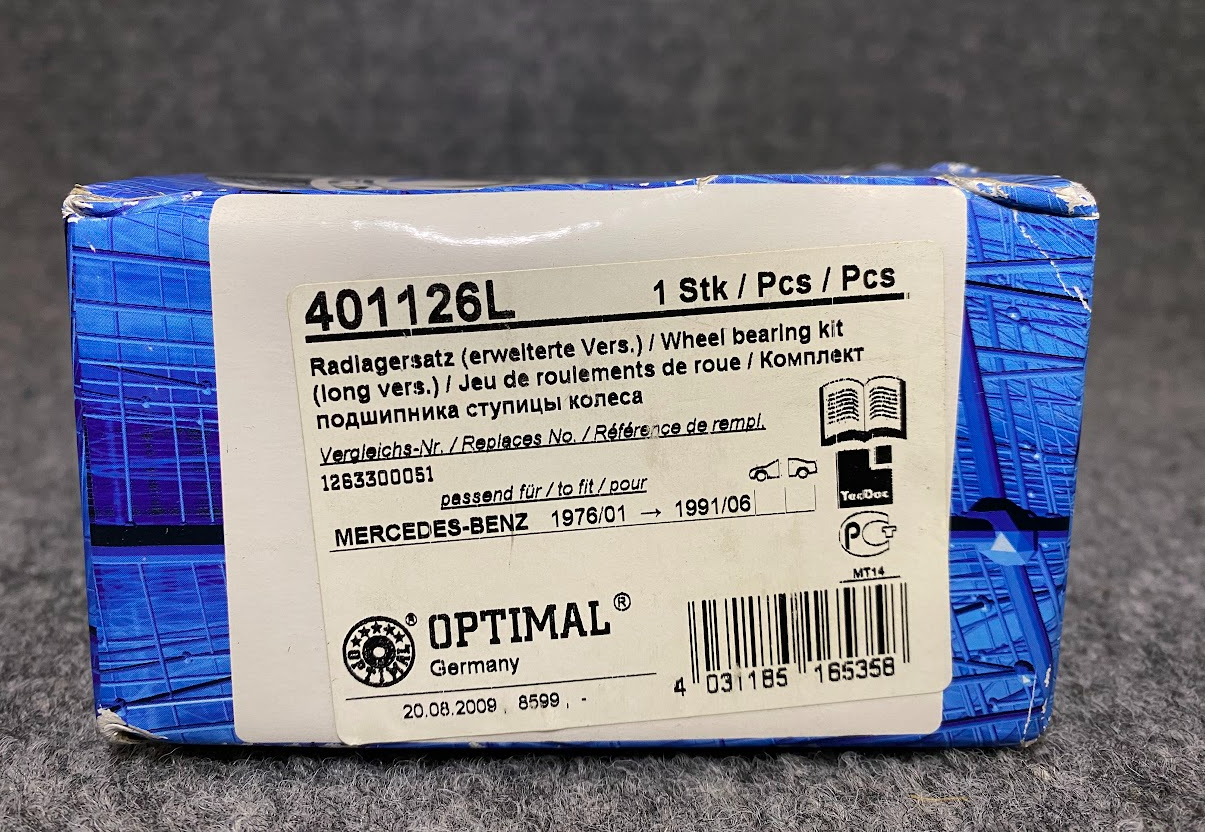 401126L
1 Stk / Pcs / Pcs
Radlagersatz (erweiterte Vers.) / Wheel bearing kit
(long vers.) / Jeu de roulements de roue / Комплект
подшипника ступицы колеса
Vergleichs-Nr. / Replaces No. / Référence de rempl.
1263300051
passend für / to fit / pour
MERCEDES-BENZ 1976/01 → 1991/06
TecDoc
РСТ
MT14
OPTIMAL ®
OPTIMAL ®
Germany
20.08.2009 , 8599 , -
4 031185 165358